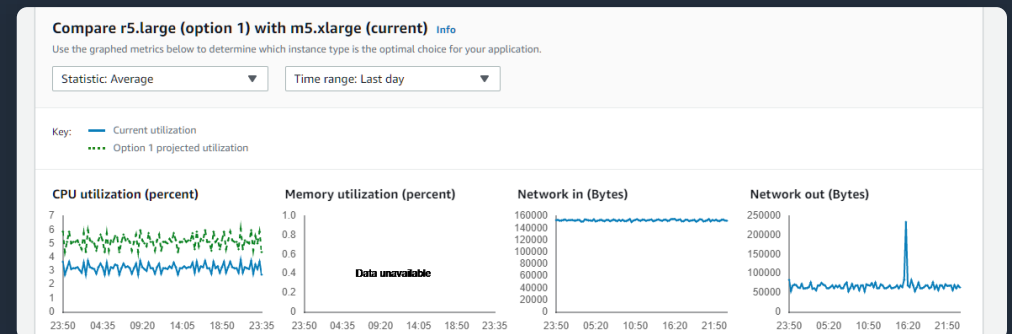 Compare r5.large (option 1) with m5.xlarge (current) Info
Use the graphed metrics below to determine which instance type is the optimal choice for your application.
Statistic: Average
Time range: Last day
Key:
Current utilization
Option 1 projected utilization
CPU utilization (percent)
7
6
5
4
3
2
1
0
23:50 04:35 09:20 14:05 18:50 23:35
Memory utilization (percent)
1.0
0.8
0.6
0.4
0.2
0
Data unavailable
23:50 04:35 09:20 14:05 18:50 23:35
Network in (Bytes)
160000
140000
120000
100000
80000
60000
40000
20000
0
23:50 05:20 10:50 16:20 21:50
Network out (Bytes)
250000
200000
150000
100000
50000
0
23:50 05:20 10:50 16:20 21:50